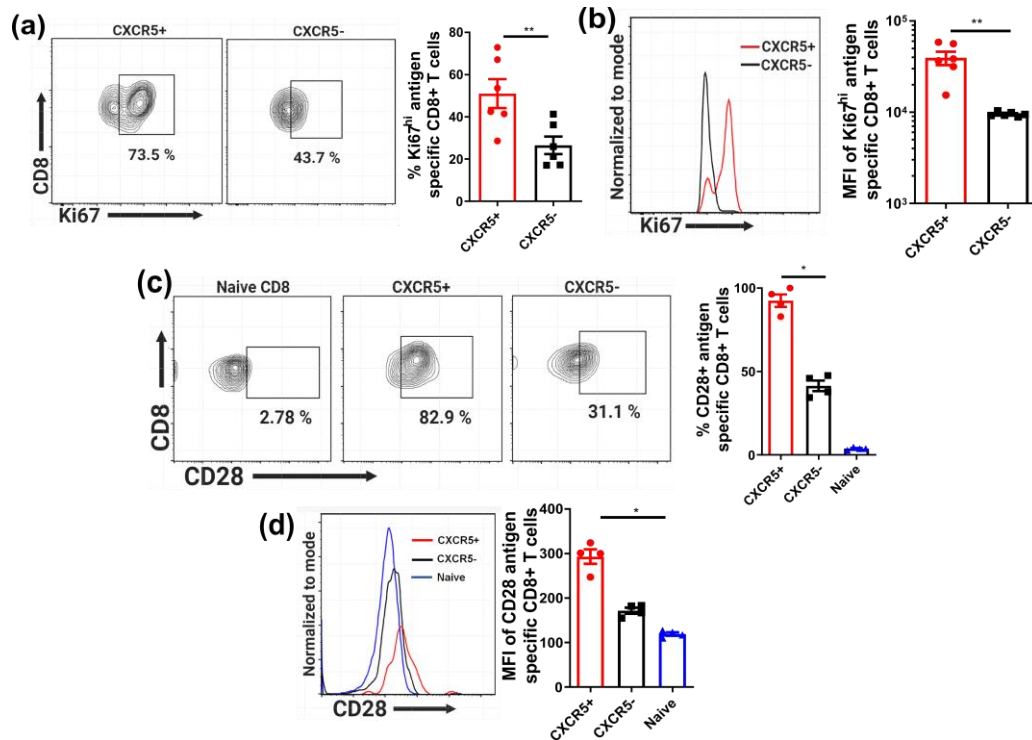 (a)
CXCR5+
CXCR5-
CD8
Ki67
73.5 %
43.7 %
% Ki67hi antigen
specific CD8+ T cells
80
60
40
20
0
**
CXCR5+
CXCR5-
(b)
Normalized to mode
Ki67
CXCR5+
CXCR5-
MFI of Ki67hi antigen
specific CD8+ T cells
10⁵
10⁴
10³
**
CXCR5+
CXCR5-
(c)
Naive CD8
CXCR5+
CXCR5-
CD8
CD28
2.78 %
82.9 %
31.1 %
% CD28+ antigen
specific CD8+ T cells
100
50
0
*
CXCR5+
CXCR5-
Naive
(d)
Normalized to mode
CD28
CXCR5+
CXCR5-
Naive
MFI of CD28 antigen
specific CD8+ T cells
400
300
200
100
0
*
CXCR5+
CXCR5-
Naive